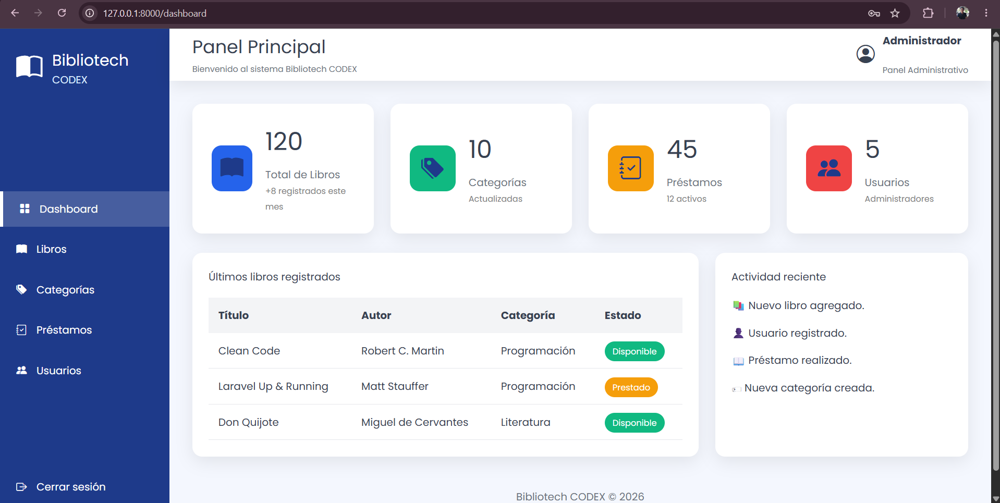 127.0.0.1:8000/dashboard
Bibliotech
CODEX
Dashboard
Libros
Categorías
Préstamos
Usuarios
Cerrar sesión
Panel Principal
Bienvenido al sistema Bibliotech CODEX
Administrador
Panel Administrativo
120
Total de Libros
+8 registrados este
mes
10
Categorías
Actualizadas
45
Préstamos
12 activos
5
Usuarios
Administradores
Últimos libros registrados
Título Autor Categoría Estado
Clean Code Robert C. Martin Programación Disponible
Laravel Up & Running Matt Stauffer Programación Prestado
Don Quijote Miguel de Cervantes Literatura Disponible
Actividad reciente
Nuevo libro agregado.
Usuario registrado.
Préstamo realizado.
Nueva categoría creada.
Bibliotech CODEX © 2026